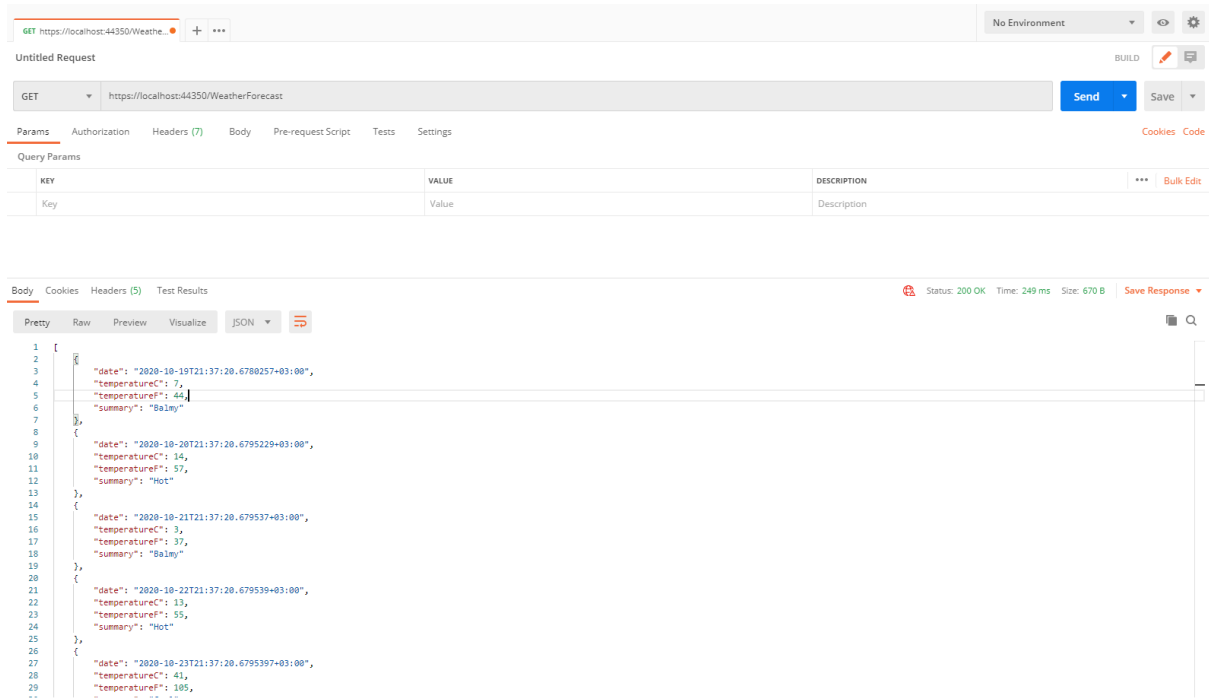 GET https://localhost:44350/Weathe... + •••
No Environment
Untitled Request
BUILD
GET https://localhost:44350/WeatherForecast Send Save
Params Authorization Headers (7) Body Pre-request Script Tests Settings Cookies Code
Query Params
KEY VALUE DESCRIPTION ••• Bulk Edit
Key Value Description
Body Cookies Headers (5) Test Results Status: 200 OK Time: 249 ms Size: 670 B Save Response
Pretty Raw Preview Visualize JSON
1 [
2 {
3 "date": "2020-10-19T21:37:20.6780257+03:00",
4 "temperatureC": 7,
5 "temperatureF": 44,
6 "summary": "Balmy"
7 },
8 {
9 "date": "2020-10-20T21:37:20.6795229+03:00",
10 "temperatureC": 14,
11 "temperatureF": 57,
12 "summary": "Hot"
13 },
14 {
15 "date": "2020-10-21T21:37:20.679537+03:00",
16 "temperatureC": 3,
17 "temperatureF": 37,
18 "summary": "Balmy"
19 },
20 {
21 "date": "2020-10-22T21:37:20.679539+03:00",
22 "temperatureC": 13,
23 "temperatureF": 55,
24 "summary": "Hot"
25 },
26 {
27 "date": "2020-10-23T21:37:20.6795397+03:00",
28 "temperatureC": 41,
29 "temperatureF": 105,